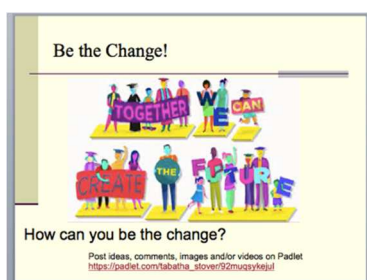 Be the Change!
TOGETHER WE CAN
CREATE THE FUTURE
How can you be the change?
Post ideas, comments, images and/or videos on Padlet
https://padlet.com/tabatha_stover/92muqsykejul